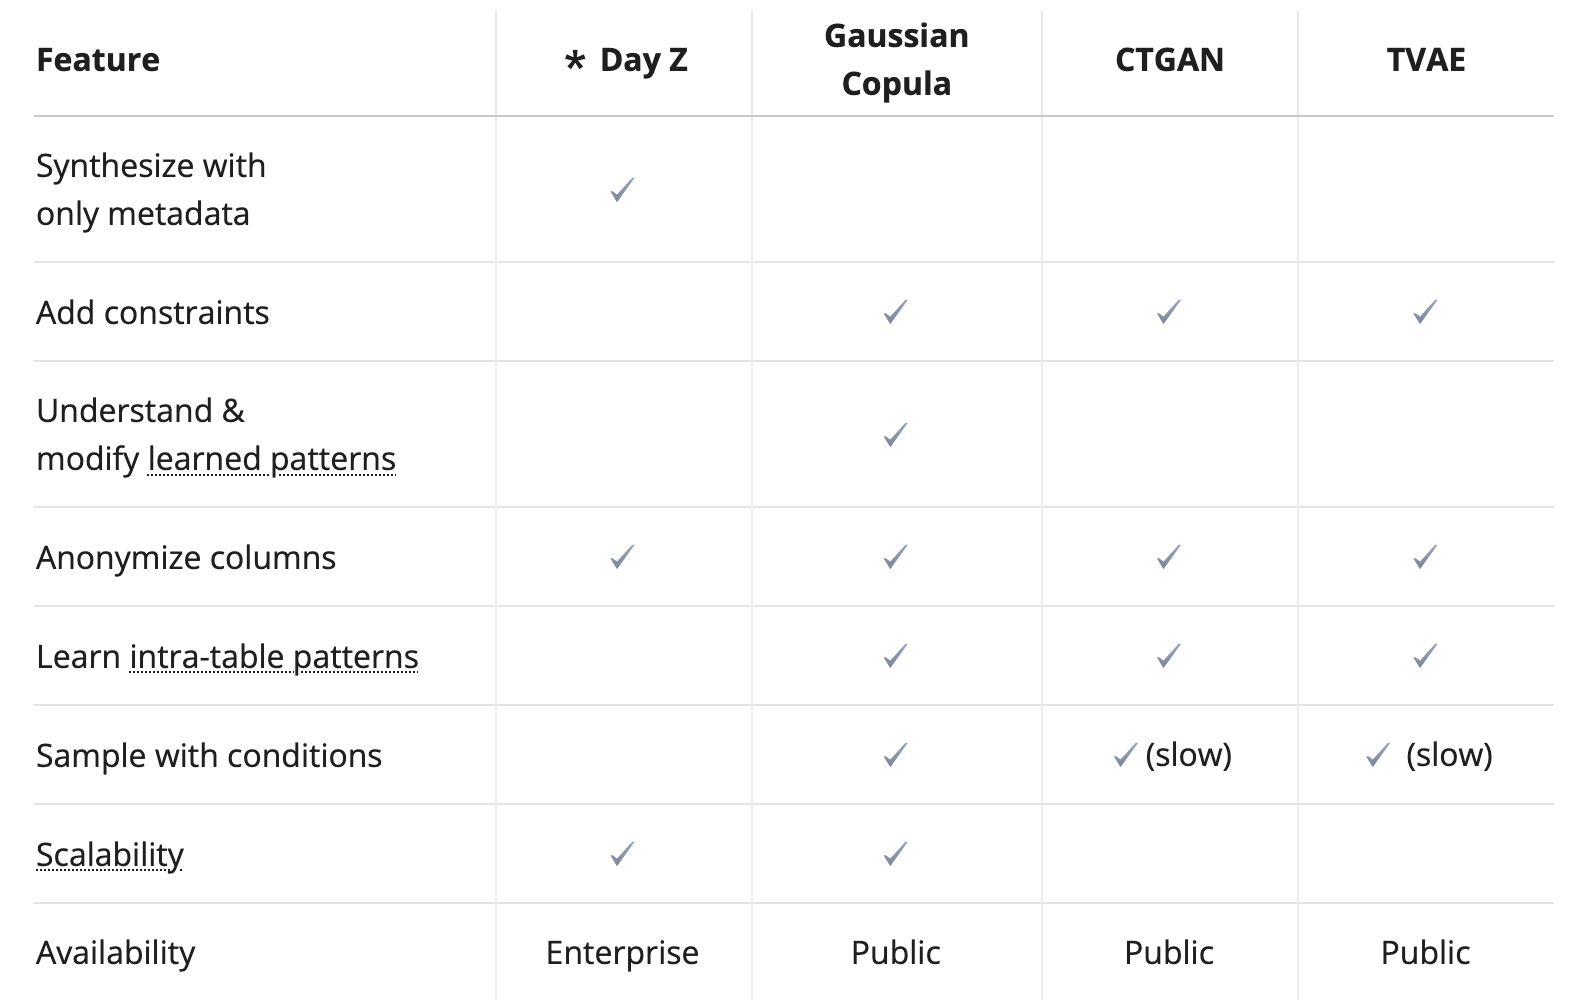 Feature * Day Z Gaussian Copula CTGAN TVAE
Synthesize with
only metadata ✓
Add constraints ✓ ✓ ✓
Understand &
modify learned patterns ✓
Anonymize columns ✓ ✓ ✓ ✓
Learn intra-table patterns ✓ ✓ ✓
Sample with conditions ✓ ✓ (slow) ✓ (slow)
Scalability ✓ ✓
Availability Enterprise Public Public Public